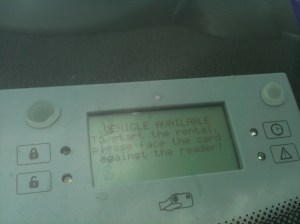 VEHICLE AVAILABLE
To start the rental,
Please face the card
against the reader!